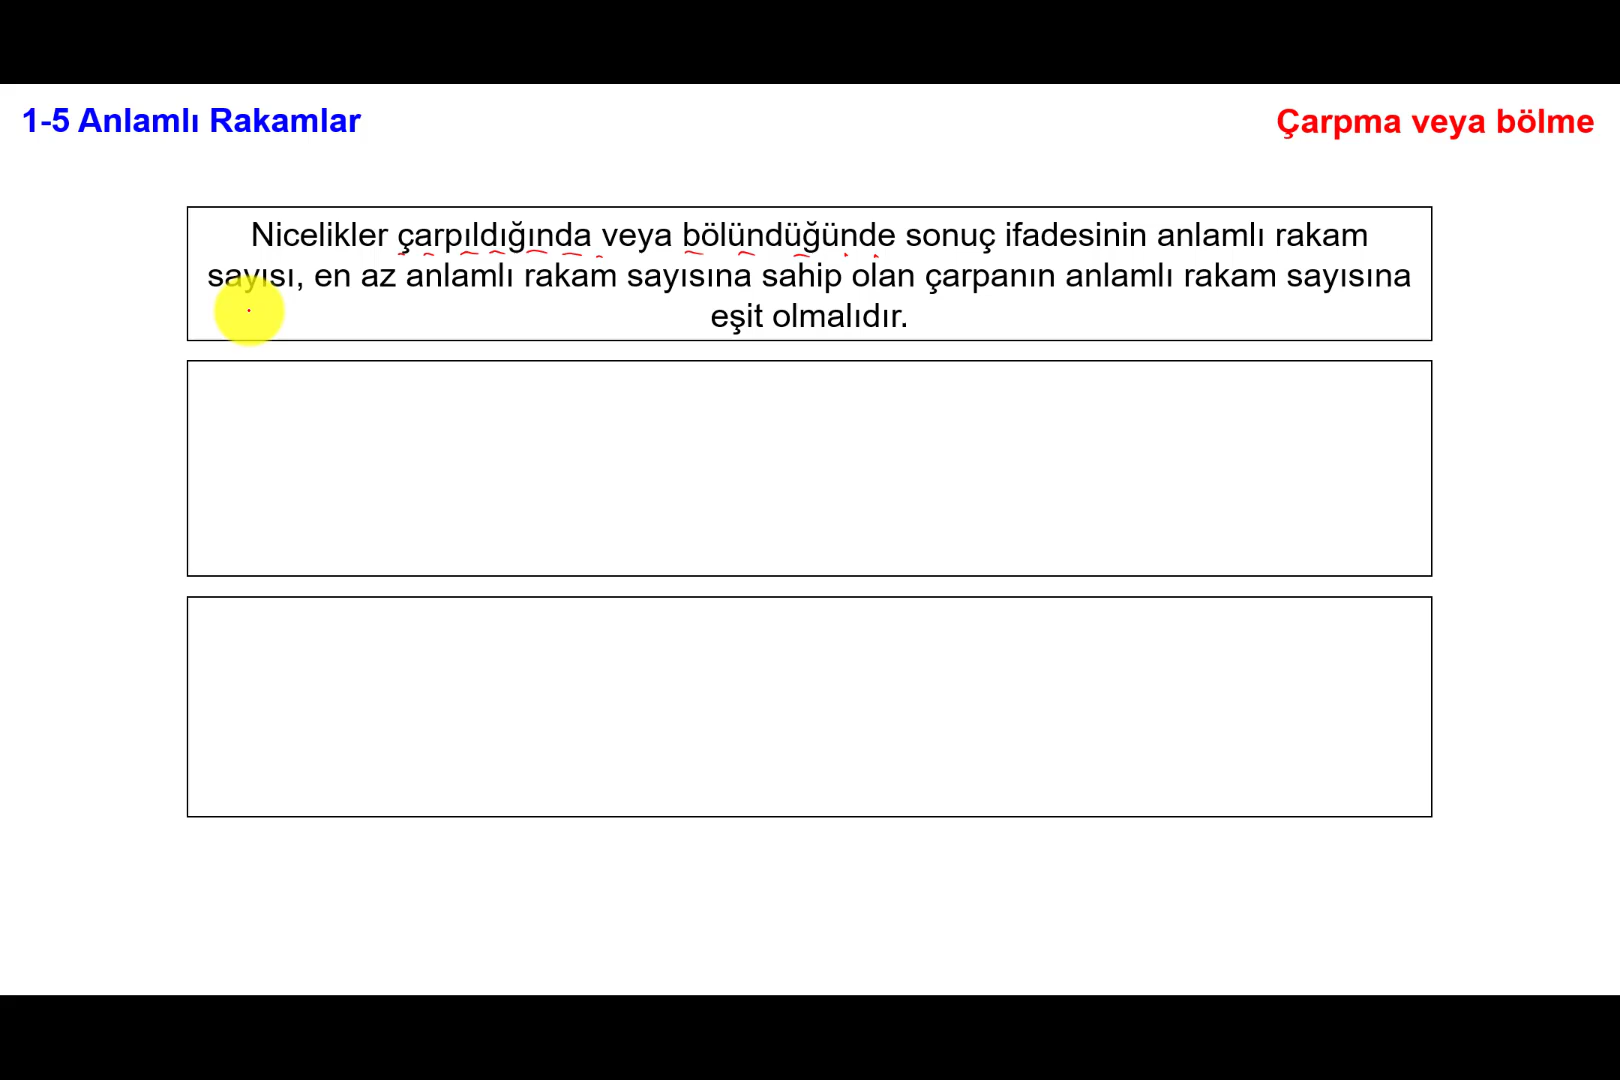 1-5 Anlamlı Rakamlar
Çarpma veya bölme
Nicelikler çarpıldığında veya bölündüğünde sonuç ifadesinin anlamlı rakam
sayısı, en az anlamlı rakam sayısına sahip olan çarpanın anlamlı rakam sayısına
eşit olmalıdır.